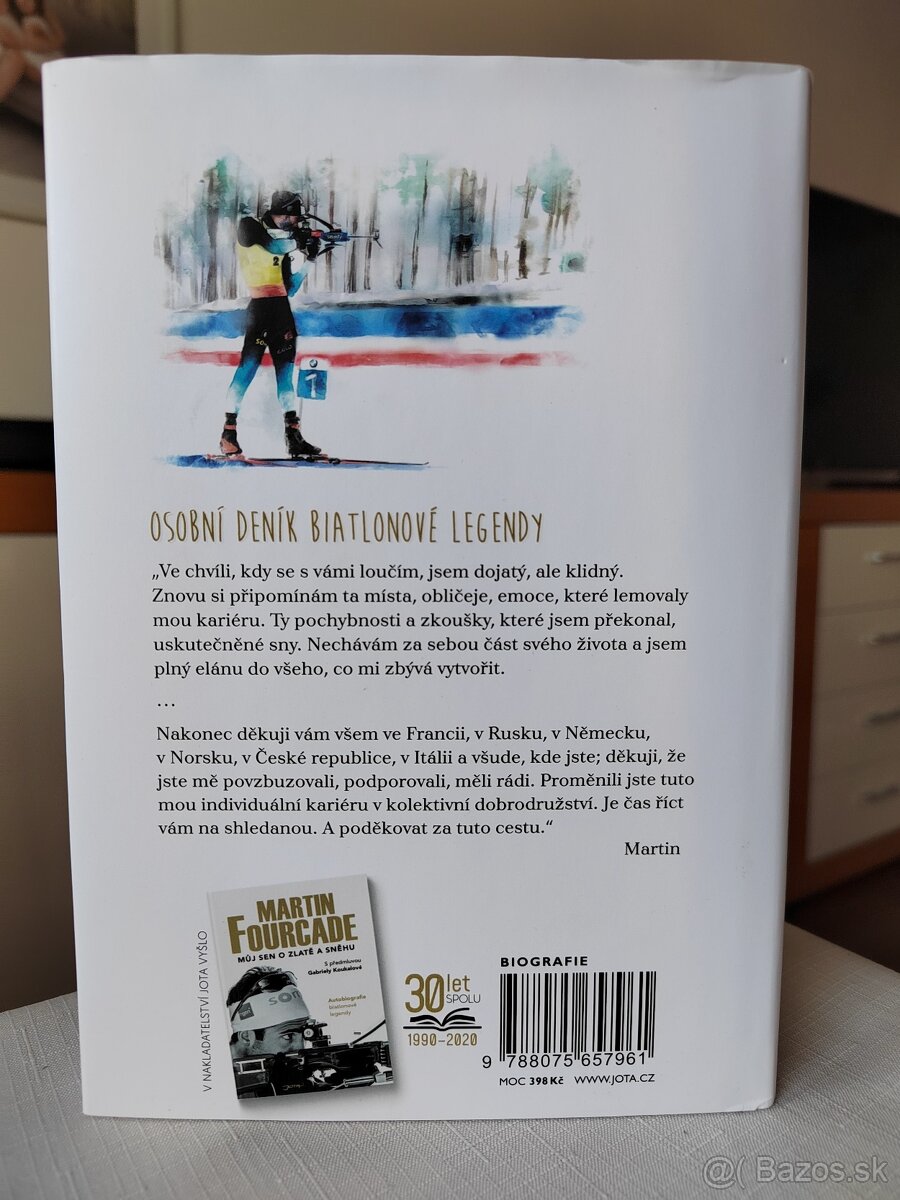 2
1
OSOBNÍ DENÍK BIATLONOVÉ LEGENDY
„Ve chvíli, kdy se s vámi loučím, jsem dojatý, ale klidný.
Znovu si připomínám ta místa, obličeje, emoce, které lemovaly
mou kariéru. Ty pochybnosti a zkoušky, které jsem překonal,
uskutečněné sny. Nechávám za sebou část svého života a jsem
plný elánu do všeho, co mi zbývá vytvořit.
...
Nakonec děkuji vám všem ve Francii, v Rusku, v Německu,
v Norsku, v České republice, v Itálii a všude, kde jste; děkuji, že
jste mě povzbuzovali, podporovali, měli rádi. Proměnili jste tuto
mou individuální kariéru v kolektivní dobrodružství. Je čas říct
vám na shledanou. A poděkovat za tuto cestu.“
Martin
V NAKLADATELSTVÍ JOTA VYŠLO
MARTIN
FOURCADE
MŮJ SEN O ZLATĚ A SNĚHU
S předmluvou
Gabriely Koukalové
Autobiografie
biatlonové
legendy
JOTA
30 let
SPOLU
1990–2020
BIOGRAFIE
9 788075 657961
MOC 398 Kč WWW.JOTA.CZ
@( Bazos.sk